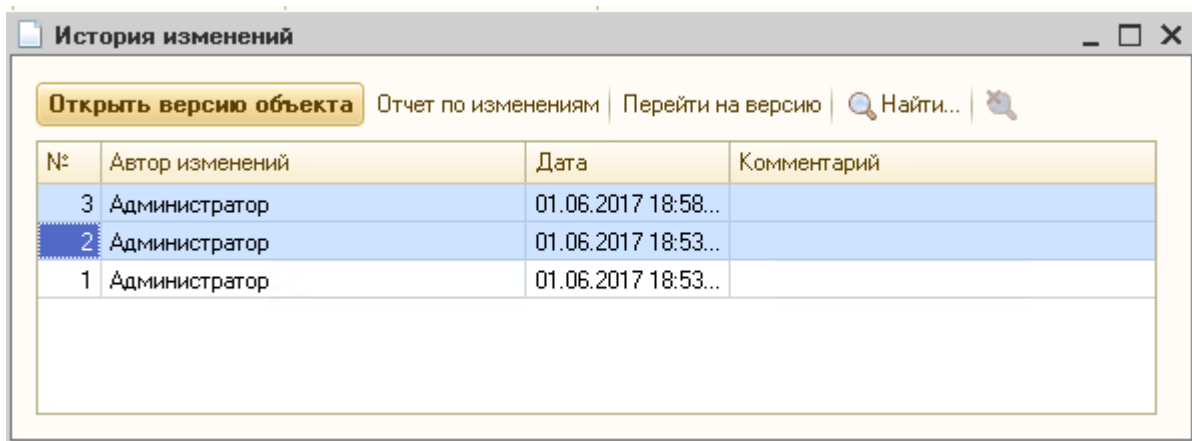 История изменений
Открыть версию объекта Отчет по изменениям Перейти на версию Найти...
№ Автор изменений Дата Комментарий
3 Администратор 01.06.2017 18:58...
2 Администратор 01.06.2017 18:53...
1 Администратор 01.06.2017 18:53...